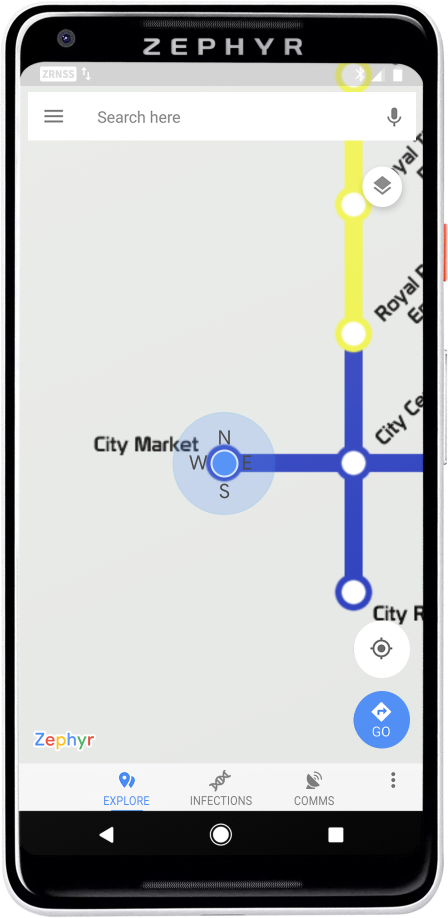 ZEPHYR
ZRNSS
Search here
Royal
Royal
City Ce
City Market
N
W E
S
City R
GO
Zephyr
EXPLORE
INFECTIONS
COMMS